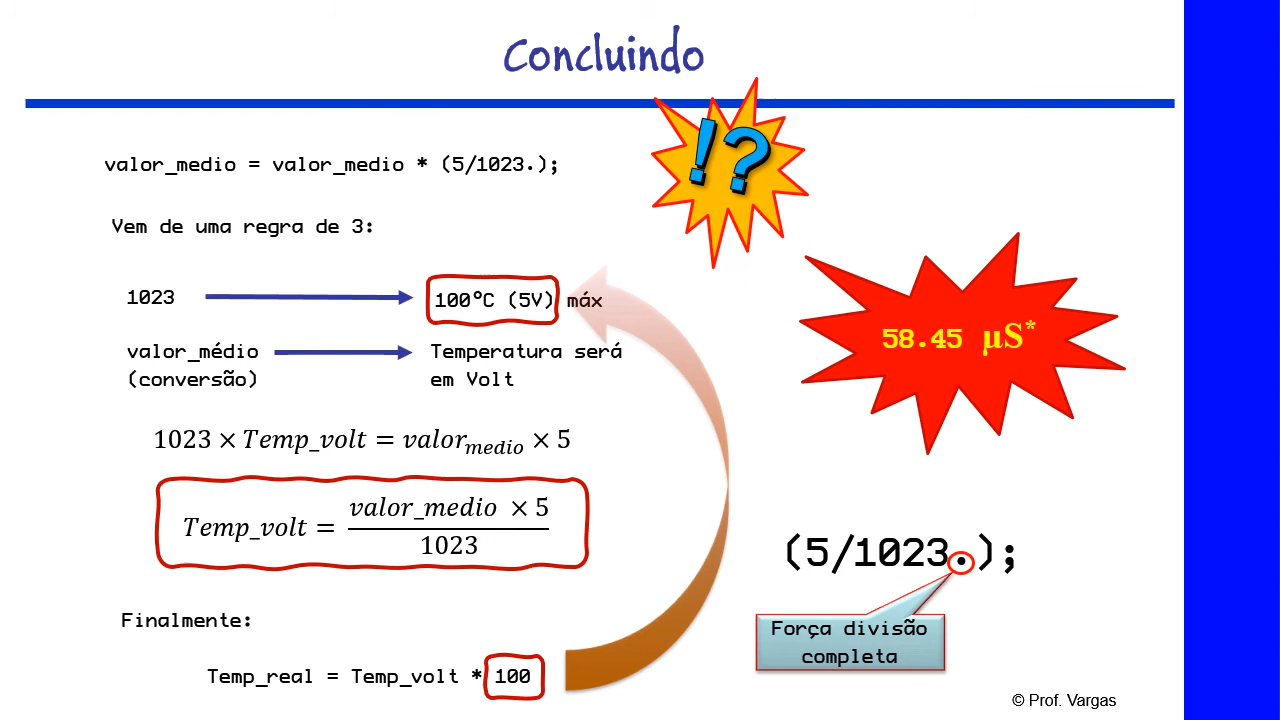 Concluindo
!?
valor_medio = valor_medio * (5/1023.);
Vem de uma regra de 3:
1023
100ºC (5V) máx
valor_médio
(conversão)
Temperatura será
em Volt
58.45 µS*
1023 × Temp_volt = valor_medio × 5
Temp_volt = valor_medio × 5
1023
(5/1023.);
Força divisão
completa
Finalmente:
Temp_real = Temp_volt * 100
© Prof. Vargas